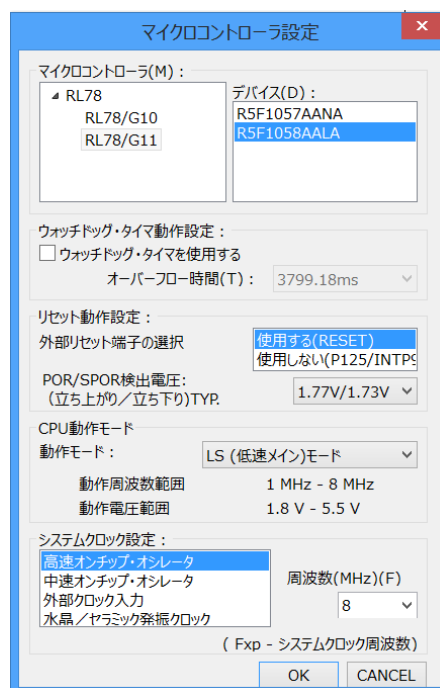 マイクロコントローラ設定
マイクロコントローラ(M)：
RL78
RL78/G10
RL78/G11
デバイス(D)：
R5F1057AANA
R5F1058AALA
ウォッチドッグ・タイマ動作設定：
ウォッチドッグ・タイマを使用する
オーバーフロー時間(T)： 3799.18ms
リセット動作設定：
外部リセット端子の選択
使用する(RESET)
使用しない(P125/INTP9
POR/SPOR検出電圧：
(立ち上がり／立ち下り)TYP. 1.77V/1.73V
CPU動作モード
動作モード： LS (低速メイン)モード
動作周波数範囲 1 MHz - 8 MHz
動作電圧範囲 1.8 V - 5.5 V
システムクロック設定：
高速オンチップ・オシレータ
中速オンチップ・オシレータ
外部クロック入力
水晶／セラミック発振クロック
周波数(MHz)(F)
8
( Fxp - システムクロック周波数)
OK CANCEL